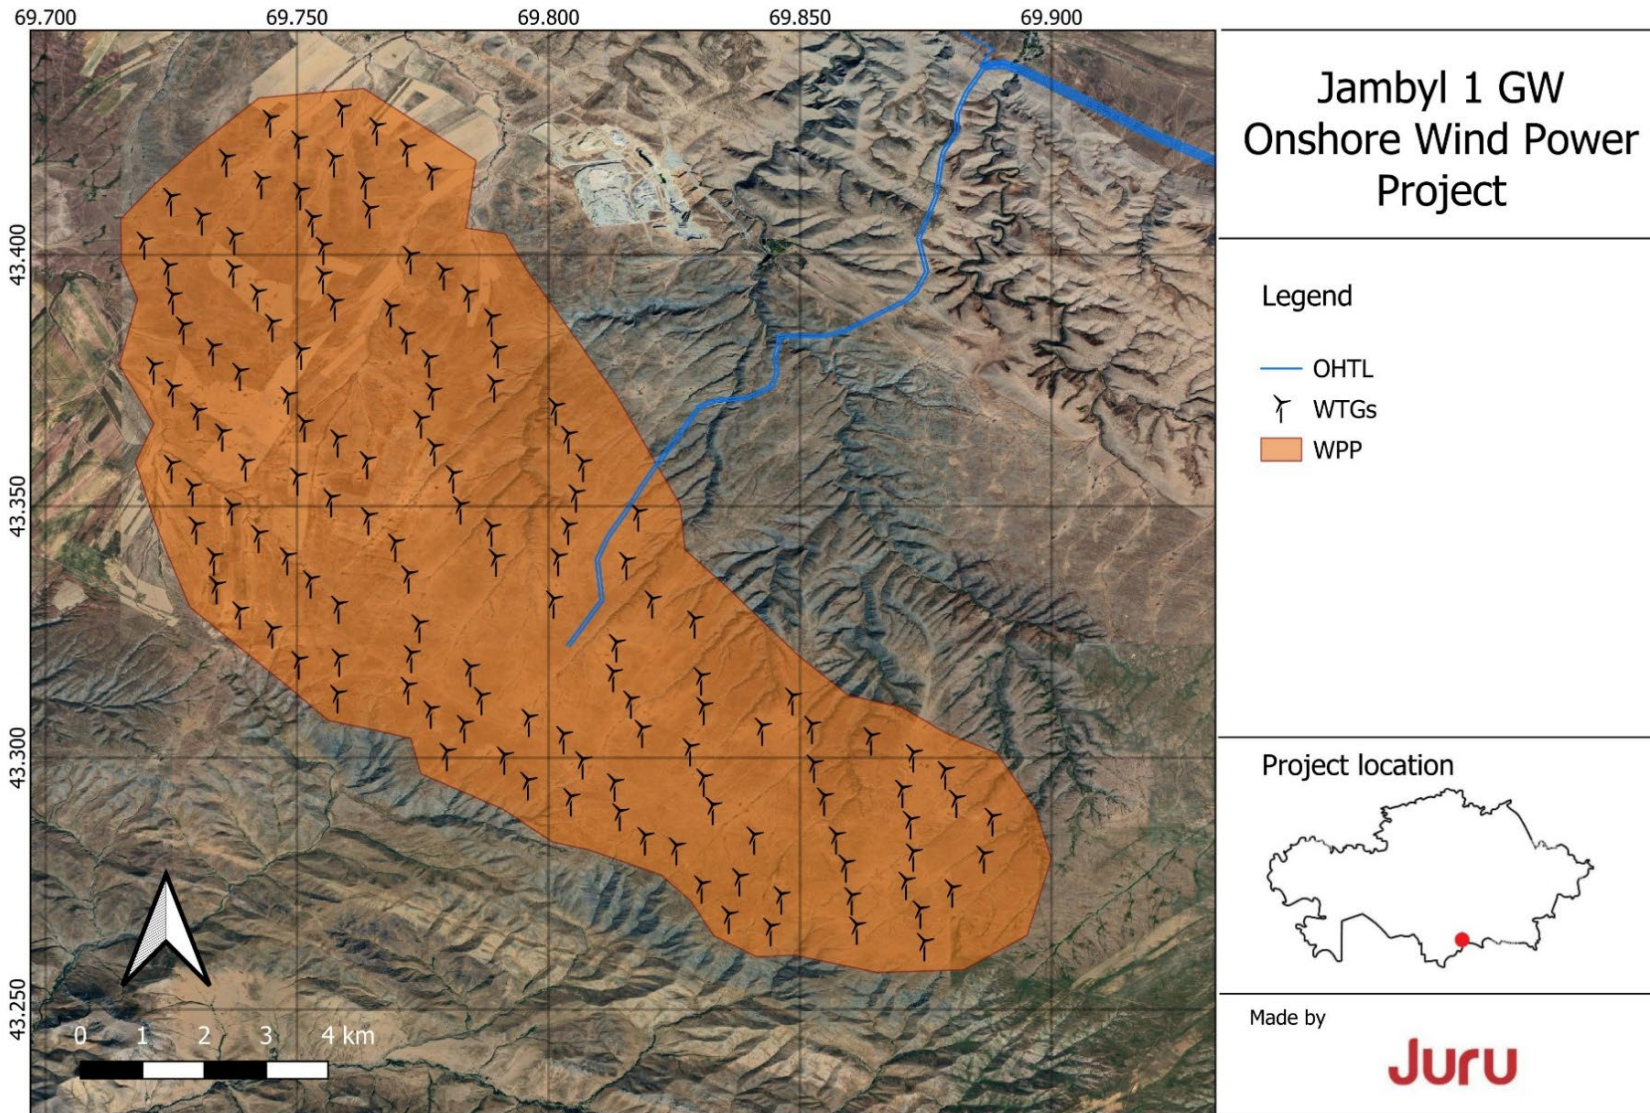 69.700 69.750 69.800 69.850 69.900
43.400
43.350
43.300
43.250
0 1 2 3 4 km
Jambyl 1 GW
Onshore Wind Power
Project
Legend
OHTL
WTGs
WPP
Project location
Made by
Juru